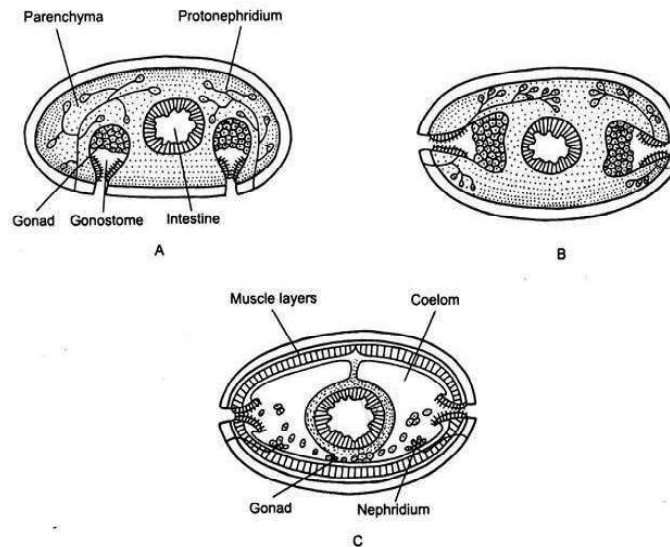 Parenchyma Protonephridium
Gonad Gonostome Intestine
A
B
Muscle layers Coelom
Gonad Nephridium
C